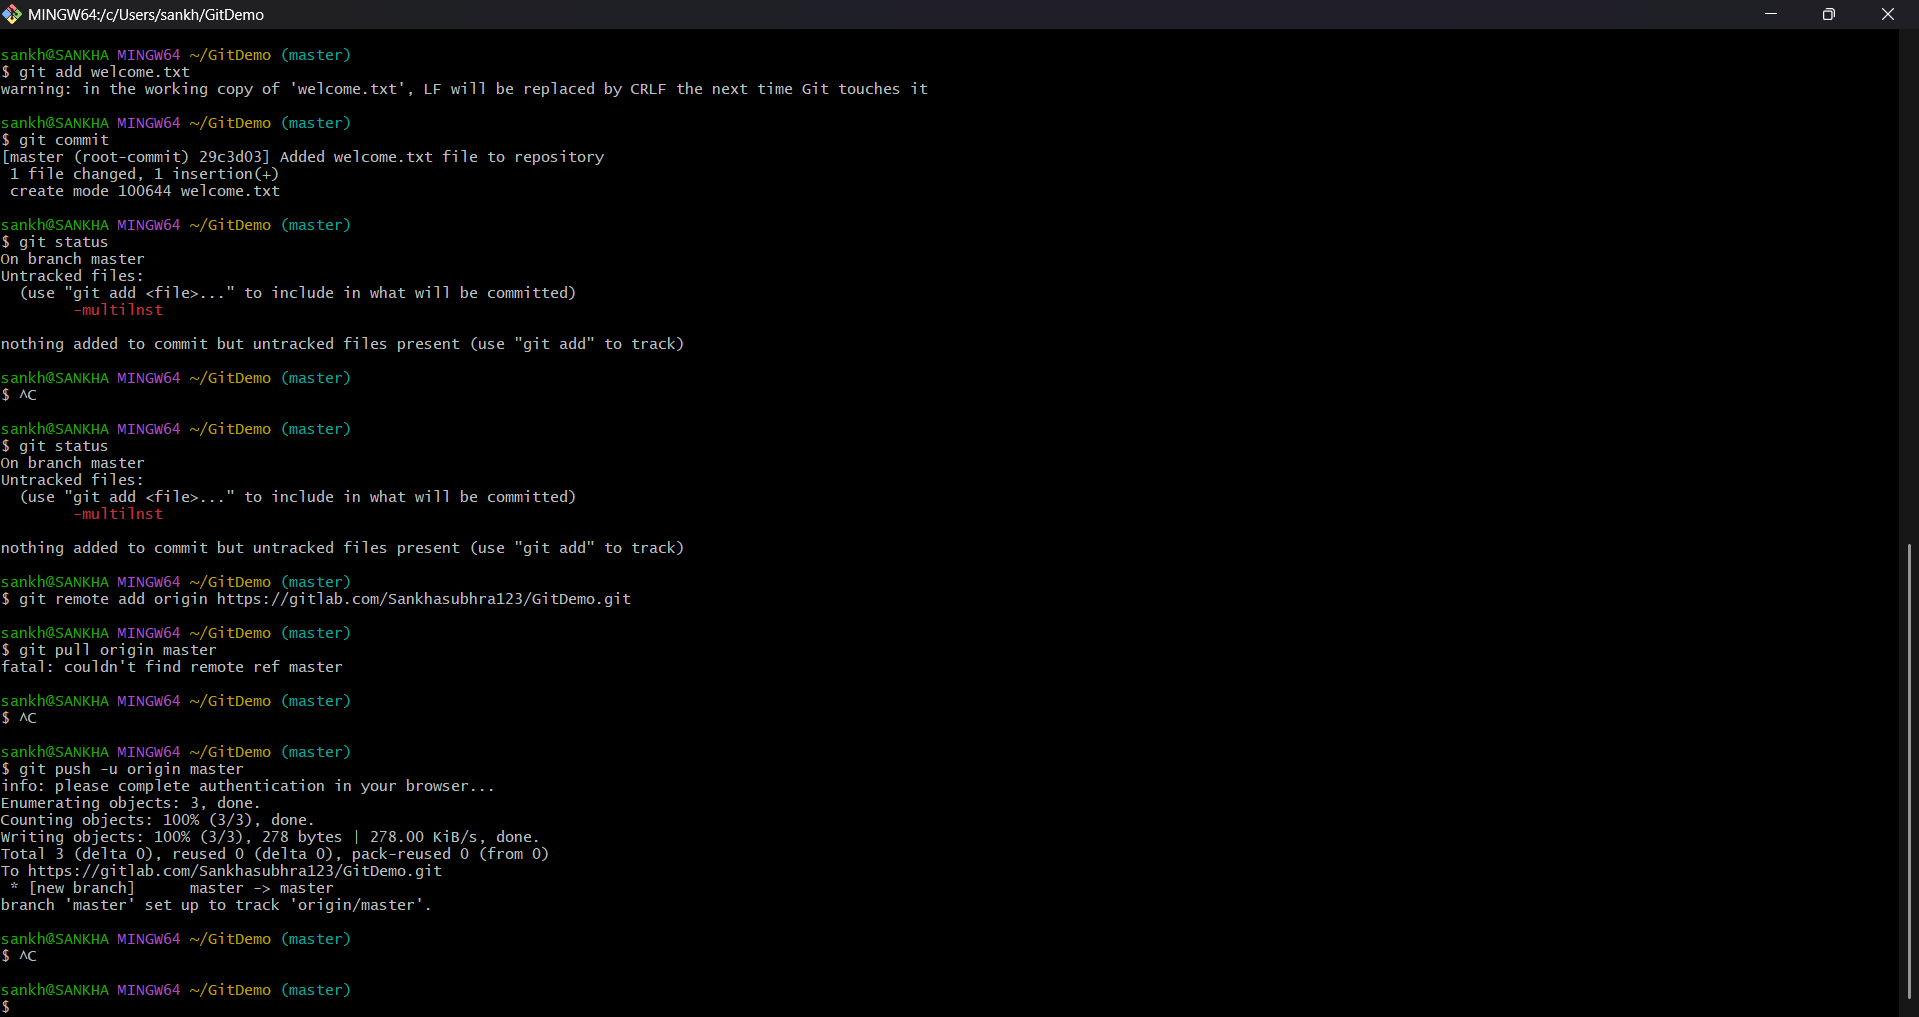 MINGW64:/c/Users/sankh/GitDemo
sankh@SANKHA MINGW64 ~/GitDemo (master)
$ git add welcome.txt
warning: in the working copy of 'welcome.txt', LF will be replaced by CRLF the next time Git touches it
sankh@SANKHA MINGW64 ~/GitDemo (master)
$ git commit
[master (root-commit) 29c3d03] Added welcome.txt file to repository
1 file changed, 1 insertion(+)
create mode 100644 welcome.txt
sankh@SANKHA MINGW64 ~/GitDemo (master)
$ git status
On branch master
Untracked files:
(use "git add <file>..." to include in what will be committed)
-multiInst
nothing added to commit but untracked files present (use "git add" to track)
sankh@SANKHA MINGW64 ~/GitDemo (master)
$ ^C
sankh@SANKHA MINGW64 ~/GitDemo (master)
$ git status
On branch master
Untracked files:
(use "git add <file>..." to include in what will be committed)
-multiInst
nothing added to commit but untracked files present (use "git add" to track)
sankh@SANKHA MINGW64 ~/GitDemo (master)
$ git remote add origin https://gitlab.com/Sankhasubhra123/GitDemo.git
sankh@SANKHA MINGW64 ~/GitDemo (master)
$ git pull origin master
fatal: couldn't find remote ref master
sankh@SANKHA MINGW64 ~/GitDemo (master)
$ ^C
sankh@SANKHA MINGW64 ~/GitDemo (master)
$ git push -u origin master
info: please complete authentication in your browser...
Enumerating objects: 3, done.
Counting objects: 100% (3/3), done.
Writing objects: 100% (3/3), 278 bytes | 278.00 KiB/s, done.
Total 3 (delta 0), reused 0 (delta 0), pack-reused 0 (from 0)
To https://gitlab.com/Sankhasubhra123/GitDemo.git
* [new branch]      master -> master
branch 'master' set up to track 'origin/master'.
sankh@SANKHA MINGW64 ~/GitDemo (master)
$ ^C
sankh@SANKHA MINGW64 ~/GitDemo (master)
$